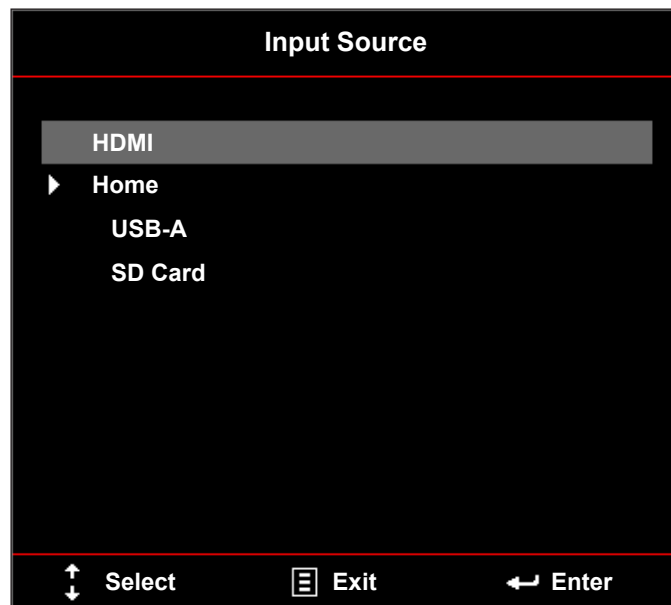 Input Source
HDMI
Home
USB-A
SD Card
Select Exit Enter